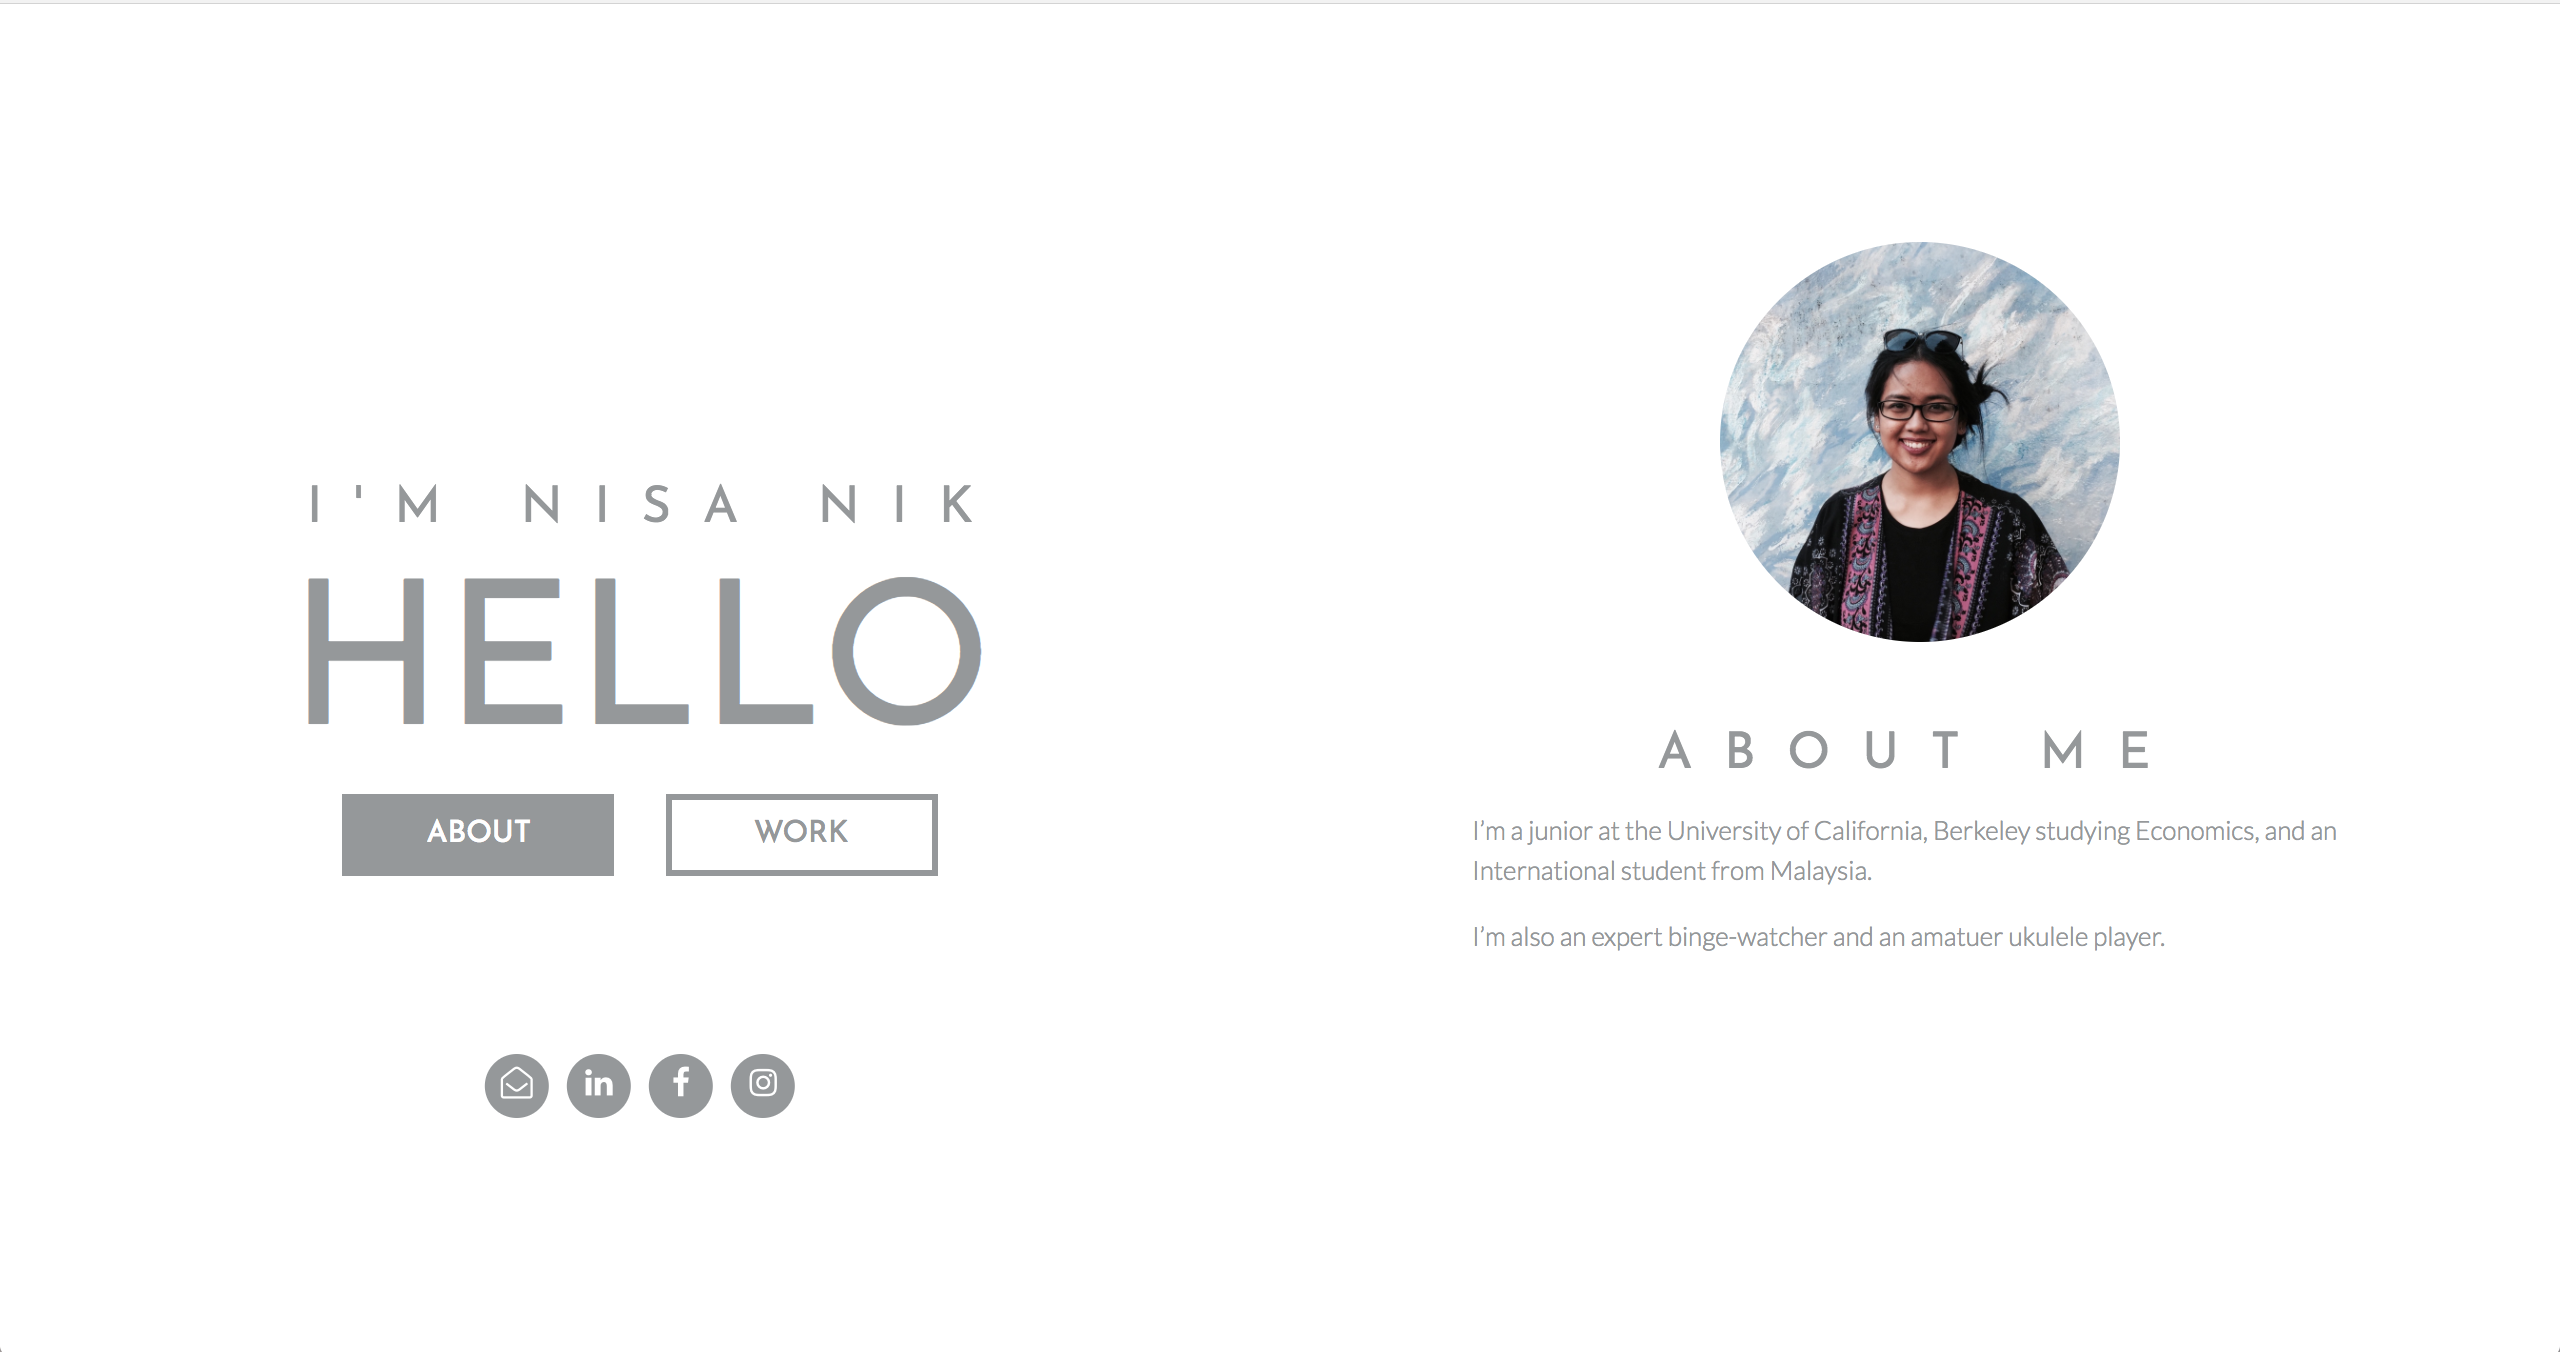 I'M NISA NIK
HELLO
ABOUT
WORK
in
f
ABOUT ME
I’m a junior at the University of California, Berkeley studying Economics, and an
International student from Malaysia.
I’m also an expert binge-watcher and an amatuer ukulele player.